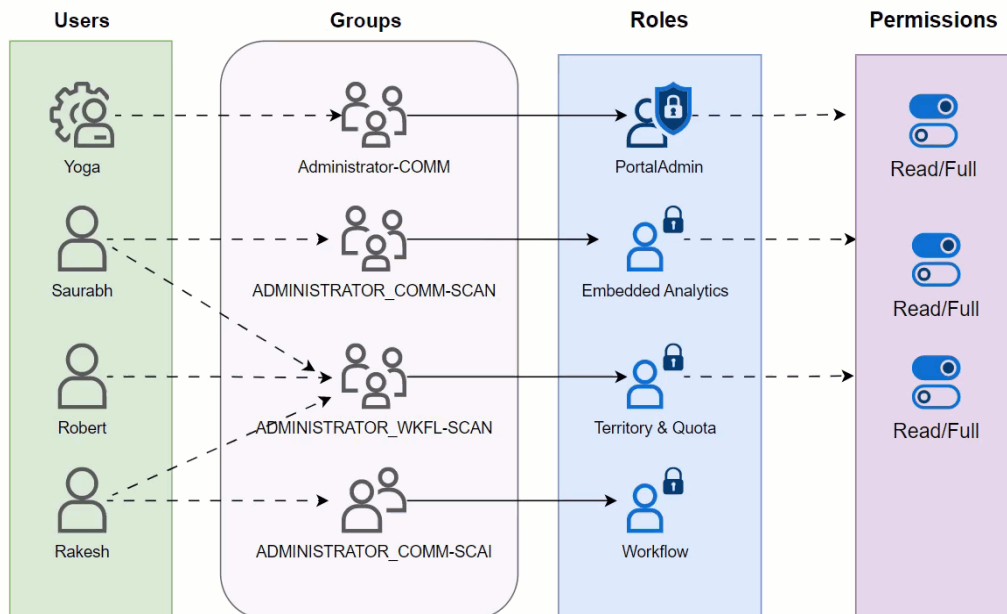 Users
Groups
Roles
Permissions
Yoga
Administrator-COMM
PortalAdmin
Read/Full
Saurabh
ADMINISTRATOR_COMM-SCAN
Embedded Analytics
Read/Full
Robert
ADMINISTRATOR_WKFL-SCAN
Territory & Quota
Read/Full
Rakesh
ADMINISTRATOR_COMM-SCAI
Workflow